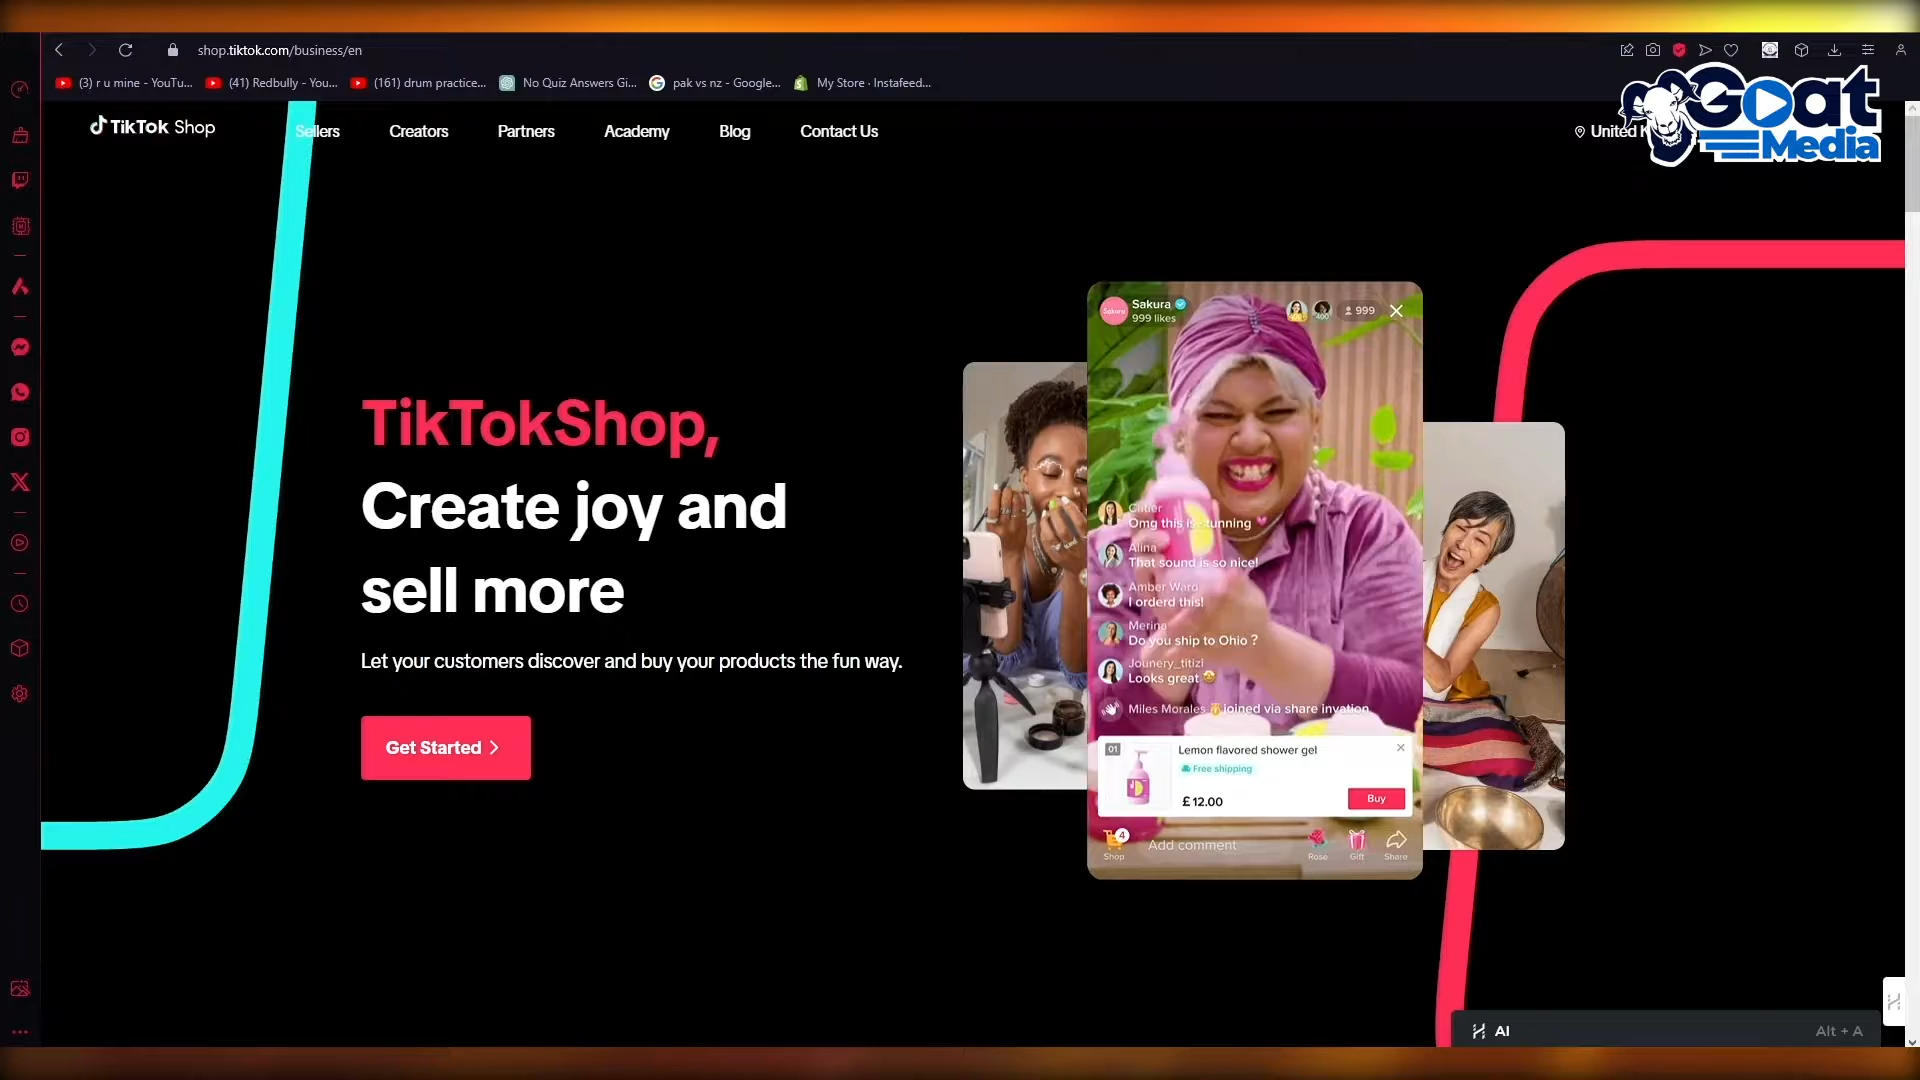 shop.tiktok.com/business/en
(3) r u mine - YouTu...
(41) Redbully - You...
(161) drum practice...
No Quiz Answers Gi...
pak vs nz - Google...
My Store · Instafeed...
TikTok Shop
Sellers
Creators
Partners
Academy
Blog
Contact Us
United
Goat
Media
TikTokShop,
Create joy and
sell more
Let your customers discover and buy your products the fun way.
Get Started
Sakura
999 likes
Sakura
400
999
Omg this is stunning
Alina
That sound is so nice!
Amber Ward
I orderd this!
Merina
Do you ship to Ohio ?
Jounery_titizi
Looks great 🤩
Miles Morales joined via share invation
01
Lemon flavored shower gel
Free shipping
£12.00
Buy
4
Shop
Add comment
Rose
Gift
Share
AI
Alt + A